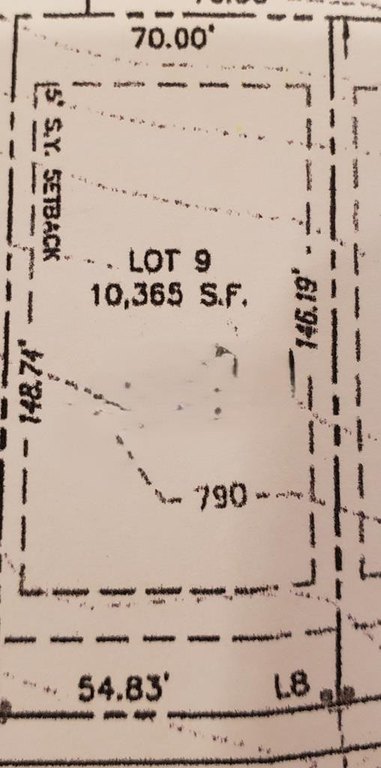 70.00'
5' S.Y. SETBACK
LOT 9
10,365 S.F.
146.19'
148.74'
790
54.83'
L8